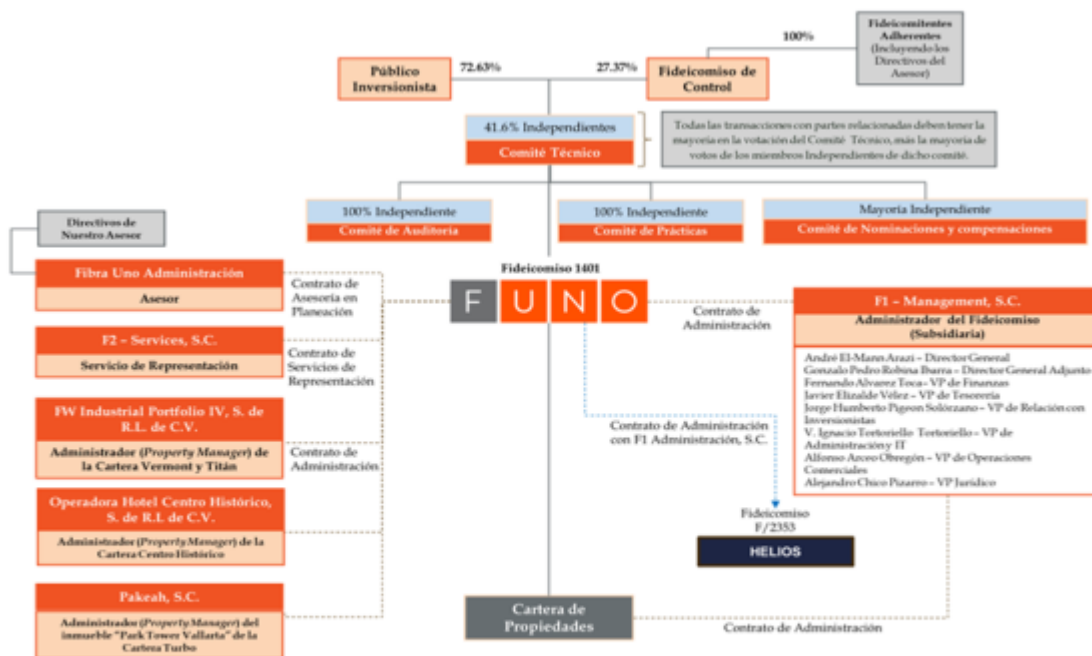 Fideicomitentes
Adherentes
(Incluyendo los
Directivos del
Asesor)
100%
Público
Inversionista
72.63%
27.37%
Fideicomiso de
Control
41.6% Independientes
Comité Técnico
Todas las transacciones con partes relacionadas deben tener la
mayoría en la votación del Comité Técnico, más la mayoría de
votos de los miembros Independientes de dicho comité.
100% Independiente
Comité de Auditoría
100% Independiente
Comité de Prácticas
Mayoría Independiente
Comité de Nominaciones y compensaciones
Directivos de
Nuestro Asesor
Fibra Uno Administración
Asesor
Contrato de
Asesoría en
Planeación
F2 – Services, S.C.
Servicio de Representación
Contrato de
Servicios de
Representación
FW Industrial Portfolio IV, S. de
R.L. de C.V.
Administrador (Property Manager) de
la Cartera Vermont y Titán
Contrato de
Administración
Operadora Hotel Centro Histórico,
S. de R.L de C.V.
Administrador (Property Manager) de la
Cartera Centro Histórico
Pakeah, S.C.
Administrador (Property Manager) del
inmueble "Park Tower Vallarta" de la
Cartera Turbo
Fideicomiso 1401
FUNO
Contrato de
Administración
F1 – Management, S.C.
Administrador del Fideicomiso
(Subsidiaria)
André El-Mann Arazi – Director General
Gonzalo Pedro Robina Ibarra – Director General Adjunto
Fernando Alvarez Toca – VP de Finanzas
Javier Elizalde Vélez – VP de Tesorería
Jorge Humberto Pigeon Solórzano – VP de Relación con
Inversionistas
V. Ignacio Tortoriello Tortoriello – VP de
Administración y IT
Alfonso Arceo Obregón – VP de Operaciones
Comerciales
Alejandro Chico Pizarro – VP Jurídico
Contrato de Administración
con F1 Administración, S.C.
Fideicomiso
F/2353
HELIOS
Cartera de
Propiedades
Contrato de Administración